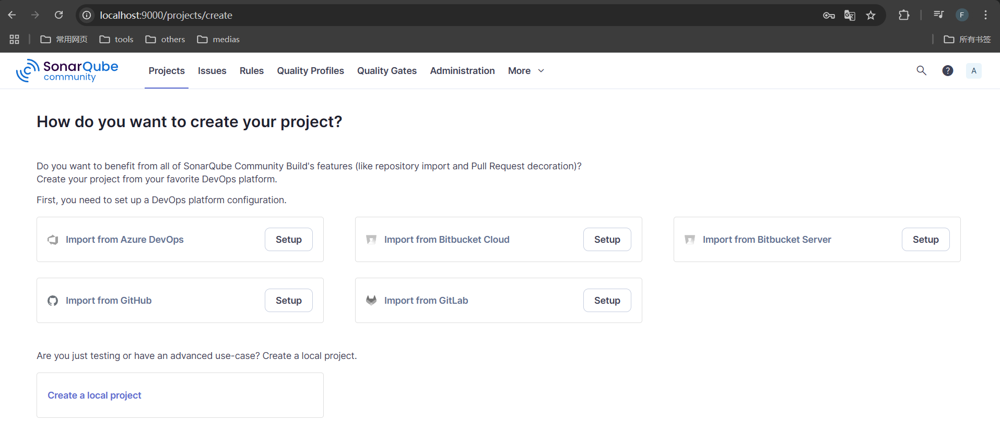 localhost:9000/projects/create
F
常用网页 tools others medias 所有书签
SonarQube
community
Projects Issues Rules Quality Profiles Quality Gates Administration More ? A
How do you want to create your project?
Do you want to benefit from all of SonarQube Community Build's features (like repository import and Pull Request decoration)?
Create your project from your favorite DevOps platform.
First, you need to set up a DevOps platform configuration.
Import from Azure DevOps Setup Import from Bitbucket Cloud Setup Import from Bitbucket Server Setup
Import from GitHub Setup Import from GitLab Setup
Are you just testing or have an advanced use-case? Create a local project.
Create a local project